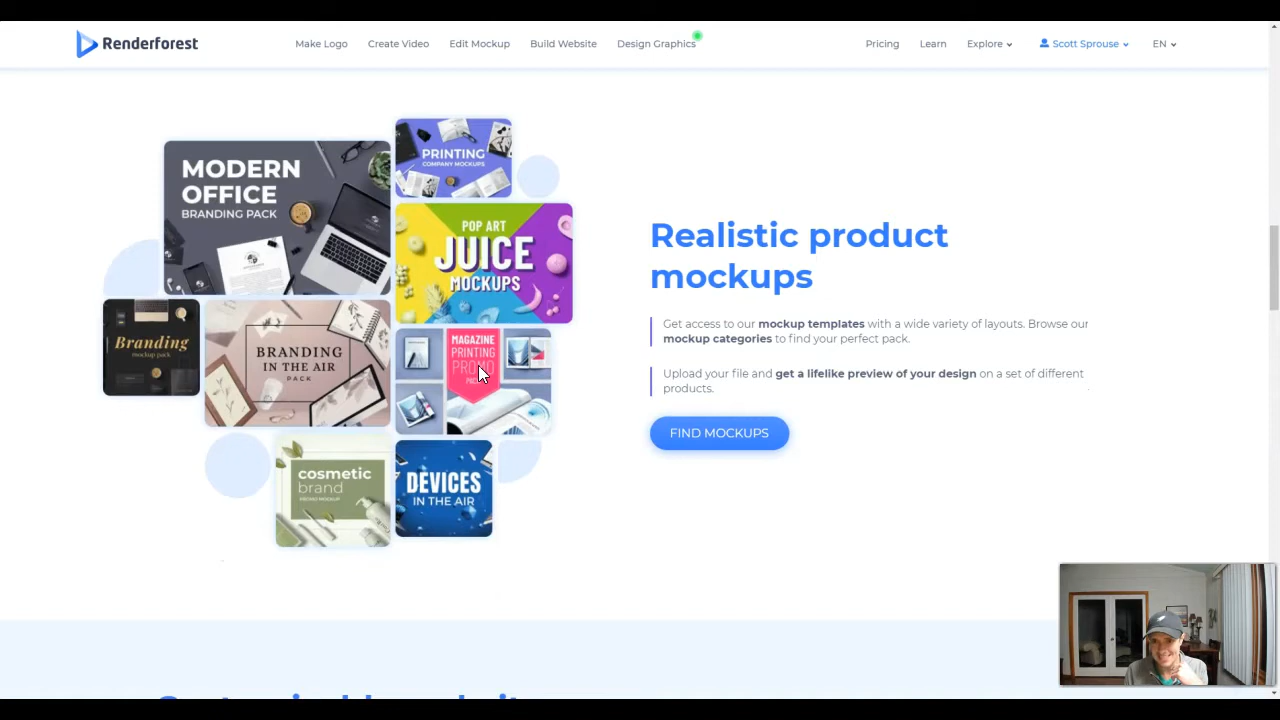 Renderforest
Make Logo
Create Video
Edit Mockup
Build Website
Design Graphics
Pricing
Learn
Explore
Scott Sprouse
EN
MODERN
OFFICE
BRANDING PACK
PRINTING
COMPANY MOCKUPS
POP ART
JUICE
MOCKUPS
Branding
mockup pack
BRANDING
IN THE AIR
PACK
MAGAZINE
PRINTING
PROMO
cosmetic
brand
PROMO MOCKUP
DEVICES
IN THE AIR
Realistic product
mockups
Get access to our mockup templates with a wide variety of layouts. Browse our
mockup categories to find your perfect pack.
Upload your file and get a lifelike preview of your design on a set of different
products.
FIND MOCKUPS